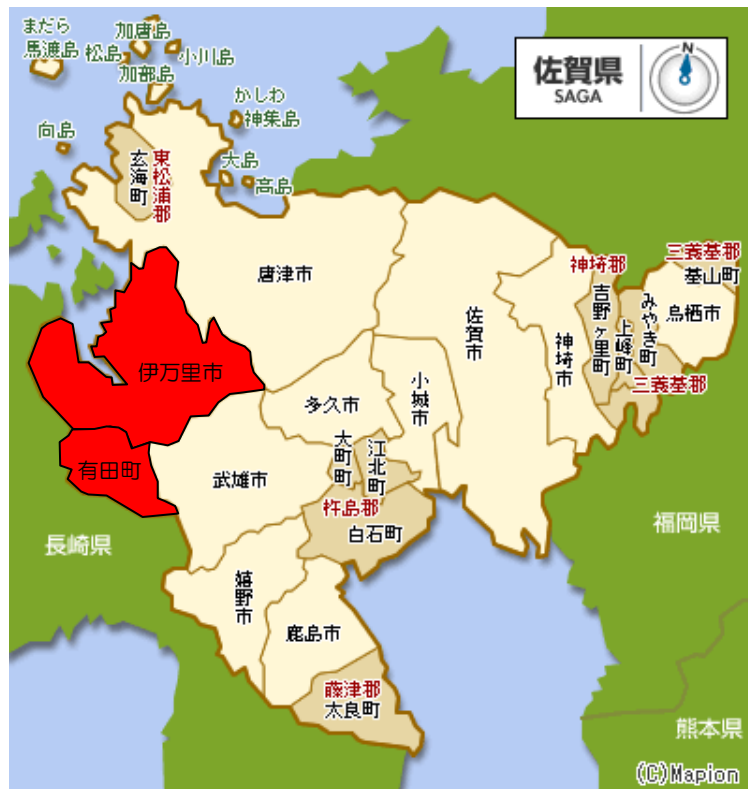 まだら
馬渡島
加唐島
松島
小川島
加部島
かしわ
神集島
向島
大島
高島
佐賀県
SAGA
N
玄海町
東松浦郡
唐津市
伊万里市
有田町
佐賀市
神埼市
神埼郡
吉野ヶ里町
上峰町
みやき町
三養基郡
基山町
鳥栖市
三養基郡
多久市
小城市
武雄市
大町町
江北町
杵島郡
白石町
嬉野市
鹿島市
藤津郡
太良町
長崎県
福岡県
熊本県
(C)Mapion